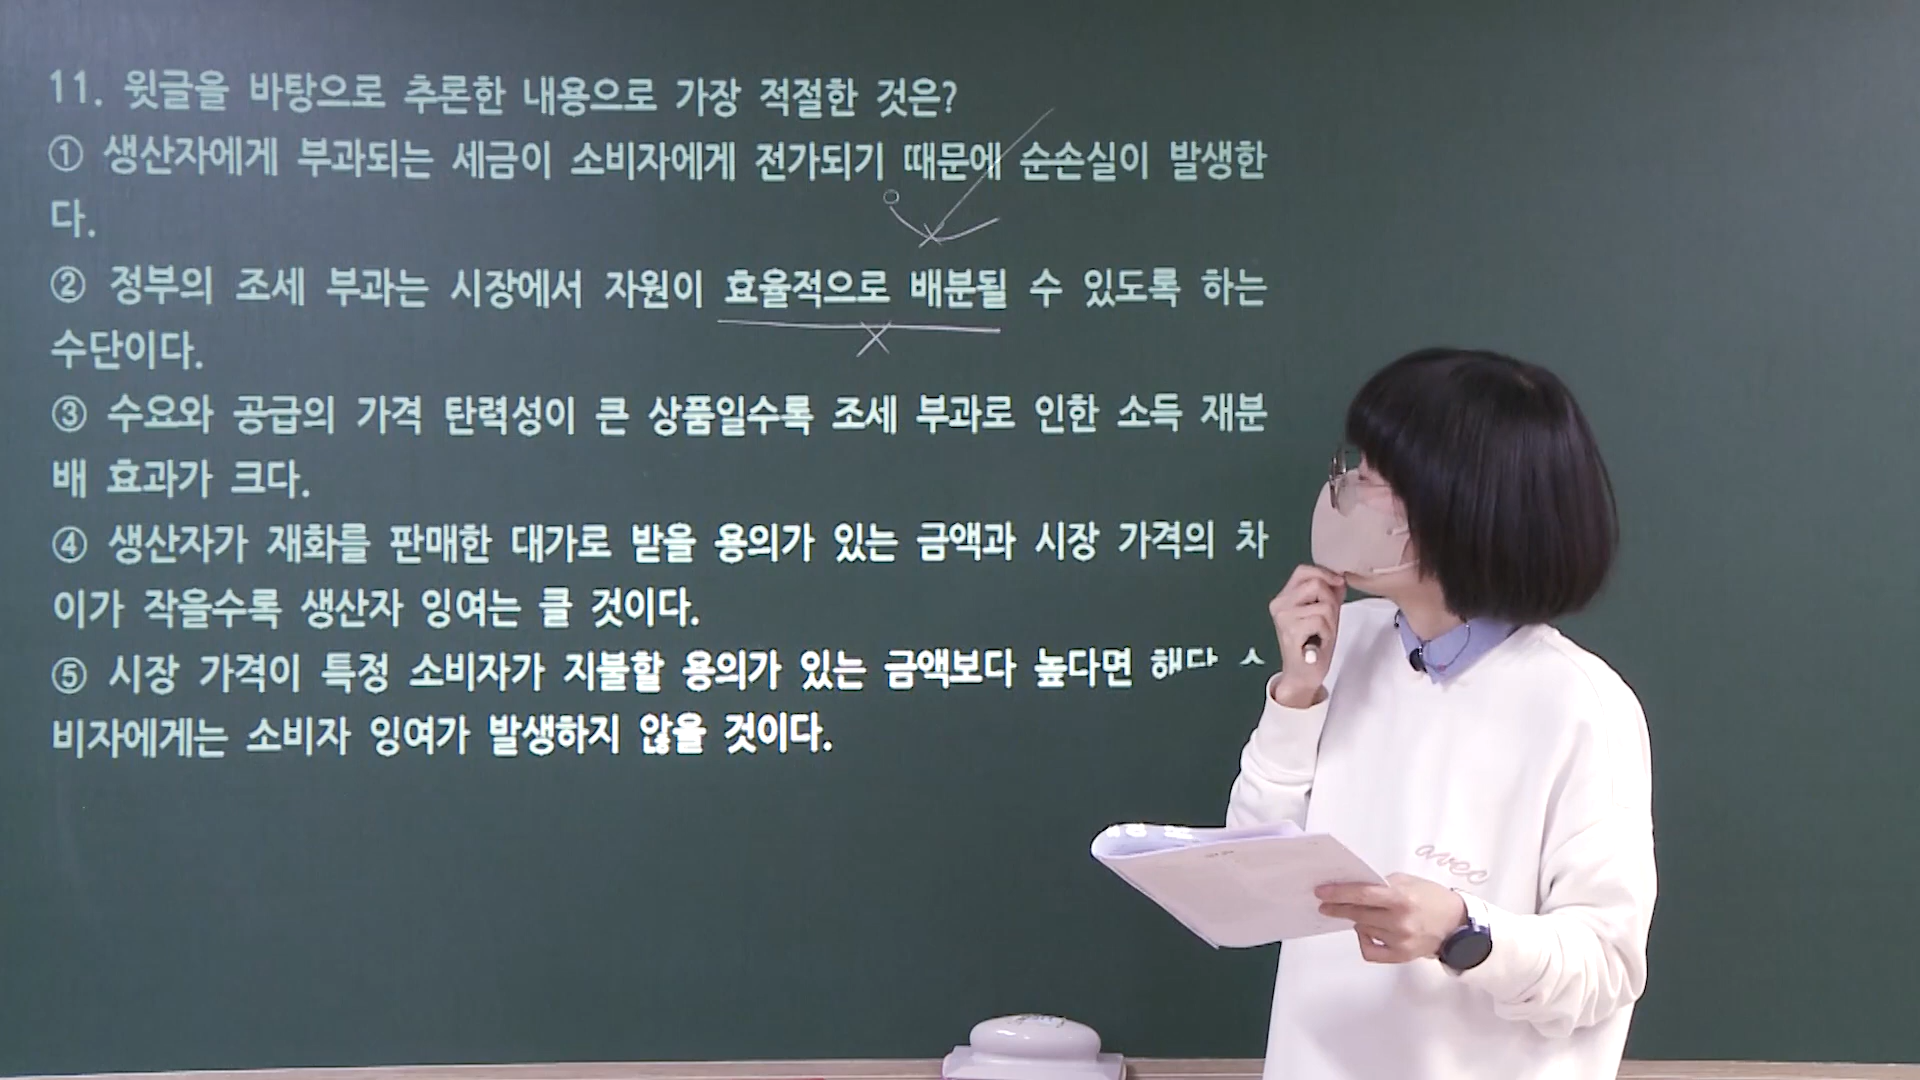 11. 윗글을 바탕으로 추론한 내용으로 가장 적절한 것은?
① 생산자에게 부과되는 세금이 소비자에게 전가되기 때문에 순손실이 발생한
다.
② 정부의 조세 부과는 시장에서 자원이 효율적으로 배분될 수 있도록 하는
수단이다.
③ 수요와 공급의 가격 탄력성이 큰 상품일수록 조세 부과로 인한 소득 재분
배 효과가 크다.
④ 생산자가 재화를 판매한 대가로 받을 용의가 있는 금액과 시장 가격의 차
이가 작을수록 생산자 잉여는 클 것이다.
⑤ 시장 가격이 특정 소비자가 지불할 용의가 있는 금액보다 높다면
비자에게는 소비자 잉여가 발생하지 않을 것이다.
avec